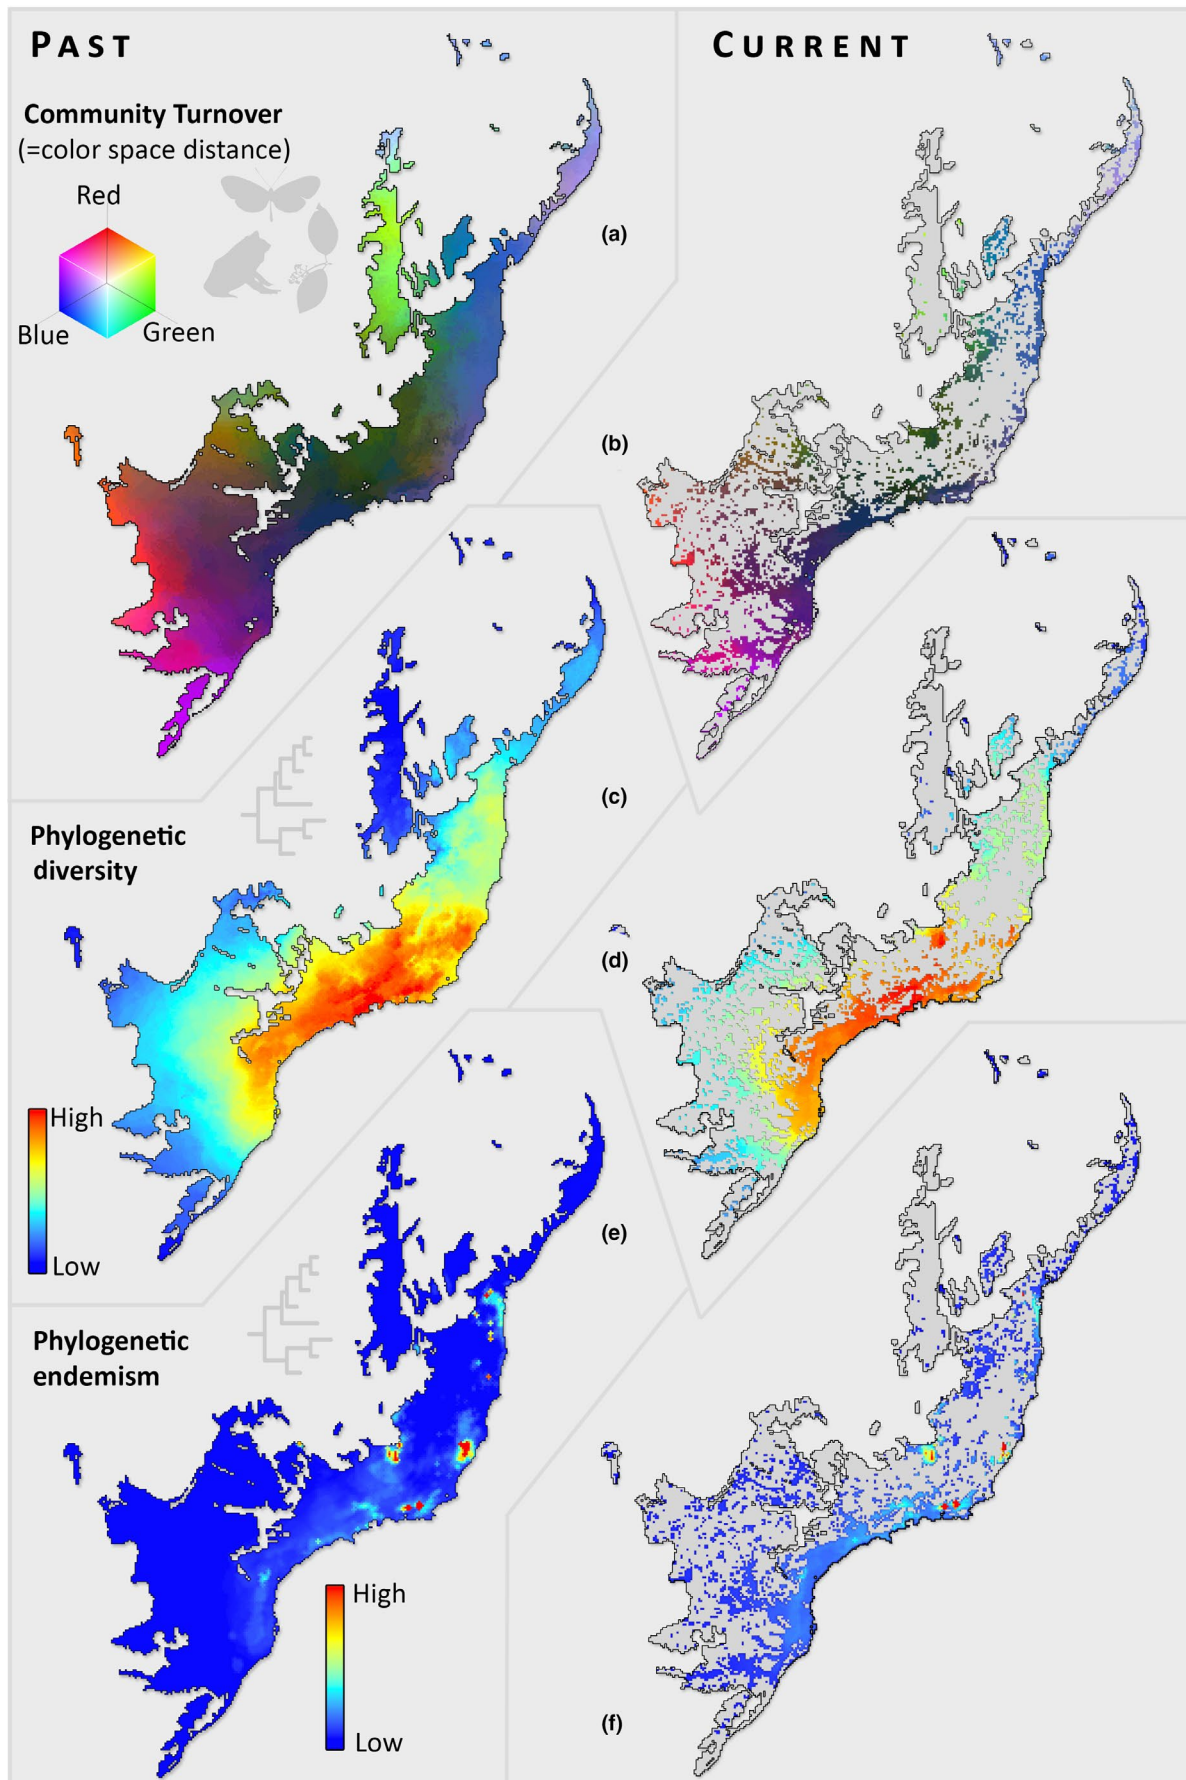 PAST
CURRENT
Community Turnover
(=color space distance)
Red
Blue
Green
(a)
(b)
(c)
Phylogenetic
diversity
(d)
High
Low
(e)
Phylogenetic
endemism
High
Low
(f)